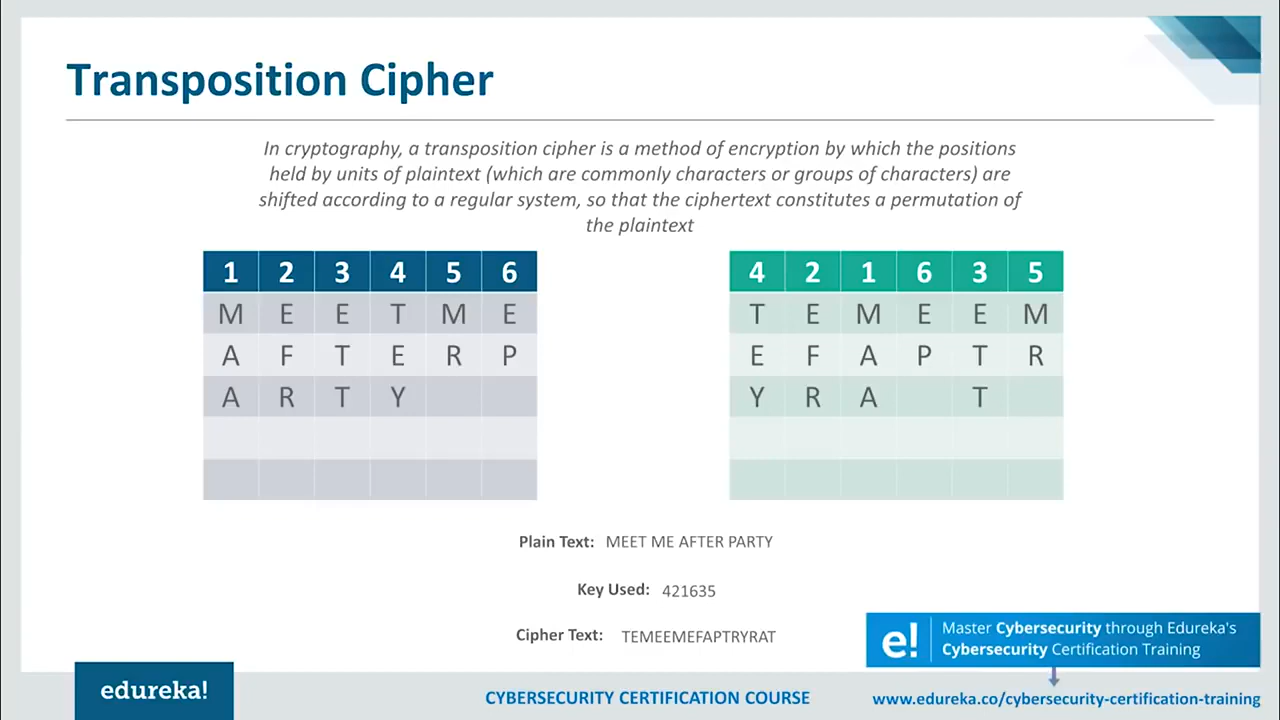 Transposition Cipher
In cryptography, a transposition cipher is a method of encryption by which the positions
held by units of plaintext (which are commonly characters or groups of characters) are
shifted according to a regular system, so that the ciphertext constitutes a permutation of
the plaintext
1 2 3 4 5 6
M E E T M E
A F T E R P
A R T Y
4 2 1 6 3 5
T E M E E M
E F A P T R
Y R A T
Plain Text: MEET ME AFTER PARTY
Key Used: 421635
Cipher Text: TEMEEMEFAPTRYRAT
e! Master Cybersecurity through Edureka's
Cybersecurity Certification Training
edureka!
CYBERSECURITY CERTIFICATION COURSE
www.edureka.co/cybersecurity-certification-training